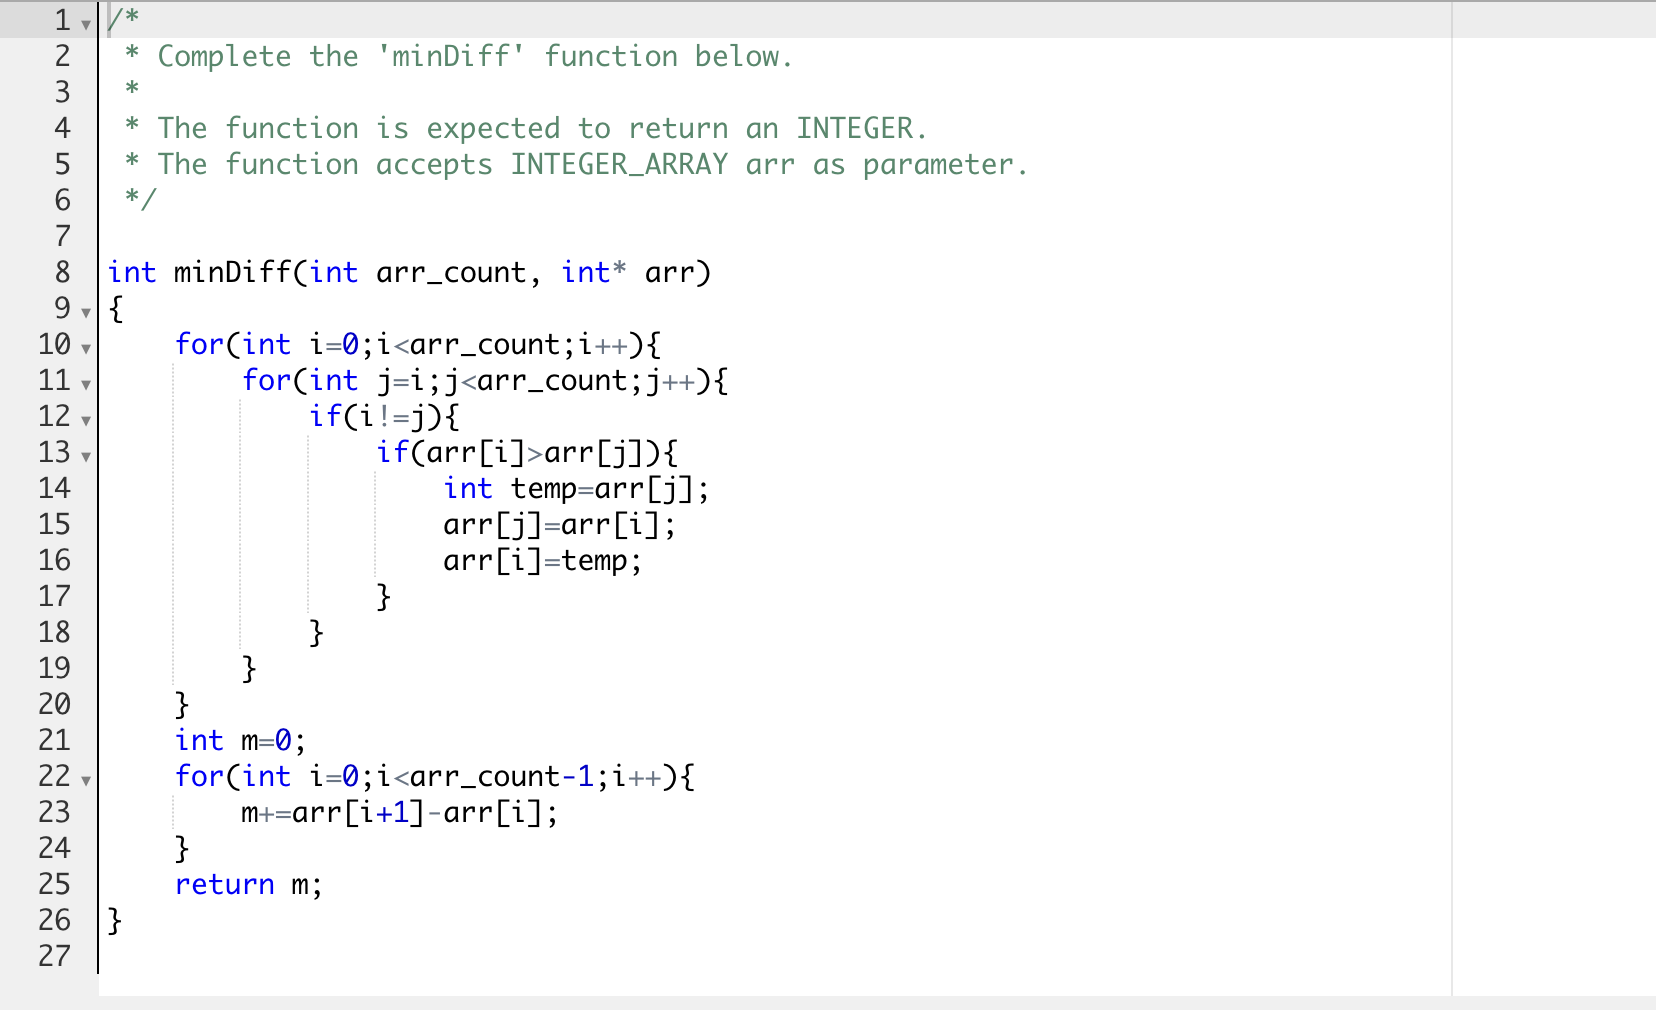 1 /*
2  * Complete the 'minDiff' function below.
3  *
4  * The function is expected to return an INTEGER.
5  * The function accepts INTEGER_ARRAY arr as parameter.
6  */
7
8 int minDiff(int arr_count, int* arr)
9 {
10     for(int i=0;i<arr_count;i++){
11         for(int j=i;j<arr_count;j++){
12             if(i!=j){
13                 if(arr[i]>arr[j]){
14                     int temp=arr[j];
15                     arr[j]=arr[i];
16                     arr[i]=temp;
17                 }
18             }
19         }
20     }
21     int m=0;
22     for(int i=0;i<arr_count-1;i++){
23         m+=arr[i+1]-arr[i];
24     }
25     return m;
26 }
27